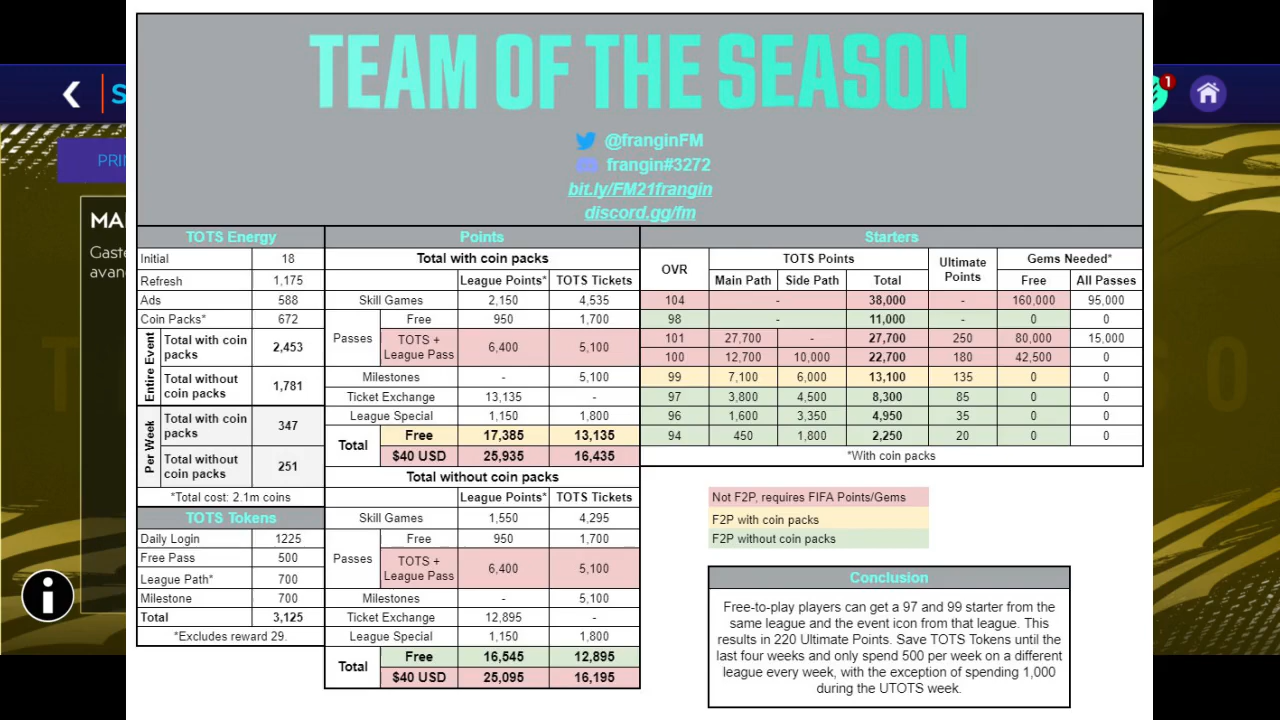 TEAM OF THE SEASON
@franginFM
frangin#3272
bit.ly/FM21frangin
discord.gg/fm
S
1
PRI
MA
Gaste
avan
TOTS Energy
Initial 18
Refresh 1,175
Ads 588
Coin Packs* 672
Entire Event
Total with coin packs 2,453
Total without coin packs 1,781
Per Week
Total with coin packs 347
Total without coin packs 251
*Total cost: 2.1m coins
TOTS Tokens
Daily Login 1225
Free Pass 500
League Path* 700
Milestone 700
Total 3,125
*Excludes reward 29.
Points
Total with coin packs
League Points* TOTS Tickets
Skill Games 2,150 4,535
Passes Free 950 1,700
TOTS + League Pass 6,400 5,100
Milestones - 5,100
Ticket Exchange 13,135 -
League Special 1,150 1,800
Total Free 17,385 13,135
$40 USD 25,935 16,435
Total without coin packs
League Points* TOTS Tickets
Skill Games 1,550 4,295
Passes Free 950 1,700
TOTS + League Pass 6,400 5,100
Milestones - 5,100
Ticket Exchange 12,895 -
League Special 1,150 1,800
Total Free 16,545 12,895
$40 USD 25,095 16,195
Starters
OVR TOTS Points Ultimate Points Gems Needed*
Main Path Side Path Total Free All Passes
104 - 38,000 - 160,000 95,000
98 - 11,000 - 0 0
101 27,700 - 27,700 250 80,000 15,000
100 12,700 10,000 22,700 180 42,500 0
99 7,100 6,000 13,100 135 0 0
97 3,800 4,500 8,300 85 0 0
96 1,600 3,350 4,950 35 0 0
94 450 1,800 2,250 20 0 0
*With coin packs
Not F2P, requires FIFA Points/Gems
F2P with coin packs
F2P without coin packs
Conclusion
Free-to-play players can get a 97 and 99 starter from the
same league and the event icon from that league. This
results in 220 Ultimate Points. Save TOTS Tokens until the
last four weeks and only spend 500 per week on a different
league every week, with the exception of spending 1,000
during the UTOTS week.